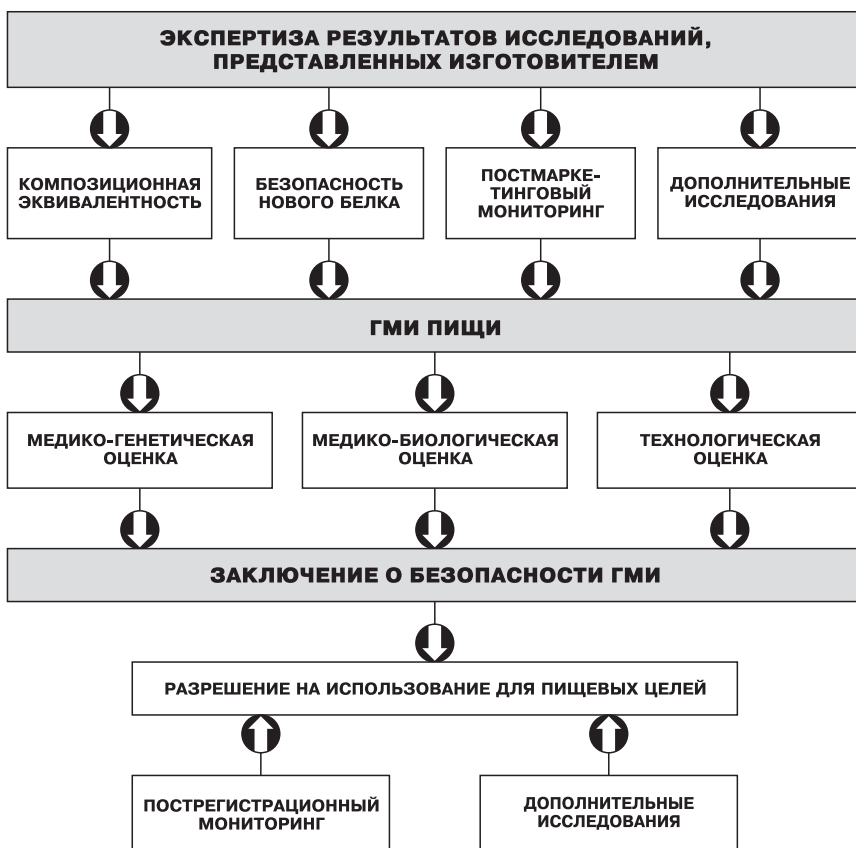 ЭКСПЕРТИЗА РЕЗУЛЬТАТОВ ИССЛЕДОВАНИЙ,
ПРЕДСТАВЛЕННЫХ ИЗГОТОВИТЕЛЕМ
КОМПОЗИЦИОННАЯ
ЭКВИВАЛЕНТНОСТЬ
БЕЗОПАСНОСТЬ
НОВОГО БЕЛКА
ПОСТМАРКЕ-
ТИНГОВЫЙ
МОНИТОРИНГ
ДОПОЛНИТЕЛЬНЫЕ
ИССЛЕДОВАНИЯ
ГМИ ПИЩИ
МЕДИКО-ГЕНЕТИЧЕСКАЯ
ОЦЕНКА
МЕДИКО-БИОЛОГИЧЕСКАЯ
ОЦЕНКА
ТЕХНОЛОГИЧЕСКАЯ
ОЦЕНКА
ЗАКЛЮЧЕНИЕ О БЕЗОПАСНОСТИ ГМИ
РАЗРЕШЕНИЕ НА ИСПОЛЬЗОВАНИЕ ДЛЯ ПИЩЕВЫХ ЦЕЛЕЙ
ПОСТРЕГИСТРАЦИОННЫЙ
МОНИТОРИНГ
ДОПОЛНИТЕЛЬНЫЕ
ИССЛЕДОВАНИЯ